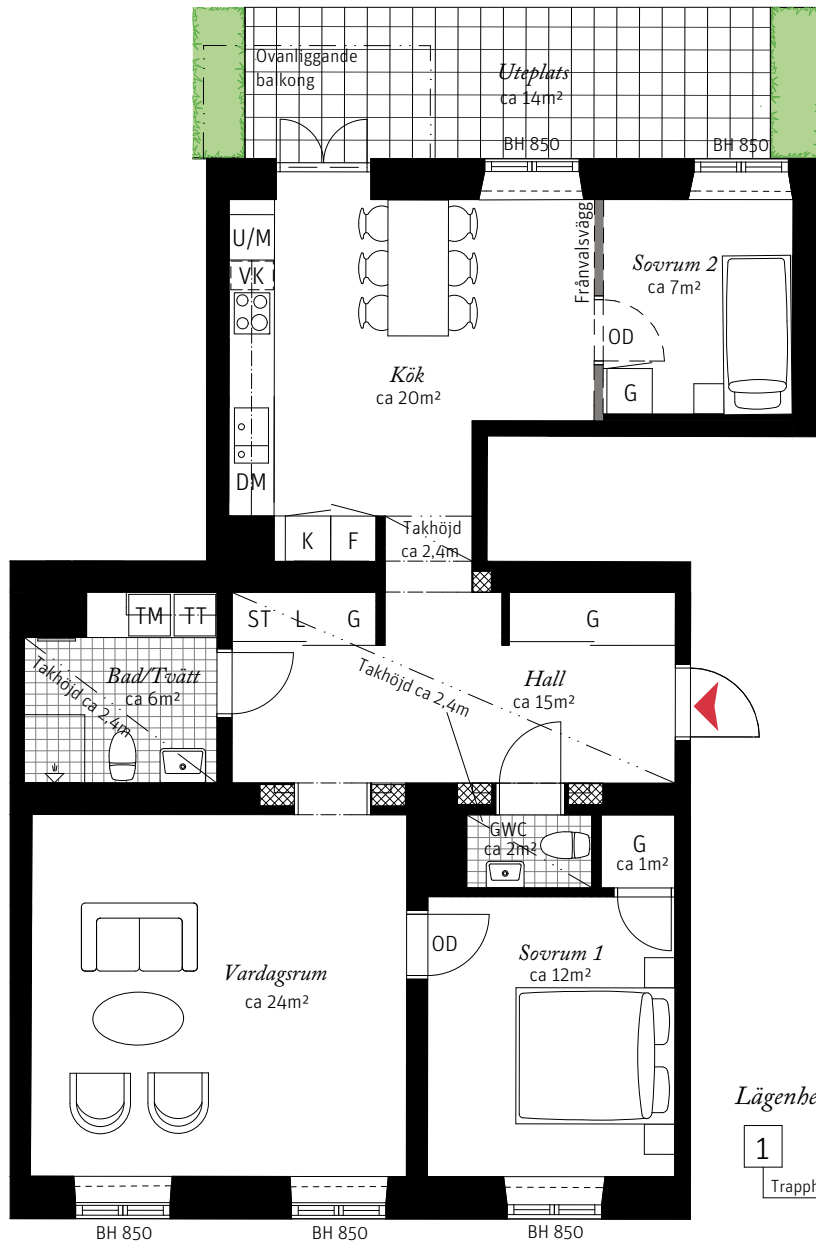 Ovanliggande
balkong
Uteplats
ca 14m²
BH 850
BH 850
U/M
VK
Frånvalsvägg
Sovrum 2
ca 7m²
OD
G
Kök
ca 20m²
DM
K
F
Takhöjd
ca 2,4m
TM
TT
ST
L
G
G
Bad/Tvätt
ca 6m²
Takhöjd ca 2,4m
Takhöjd ca 2,4m
Hall
ca 15m²
GWC
ca 2m²
G
ca 1m²
OD
Vardagsrum
ca 24m²
Sovrum 1
ca 12m²
Lägenhe
1
Trapph
BH 850
BH 850
BH 850